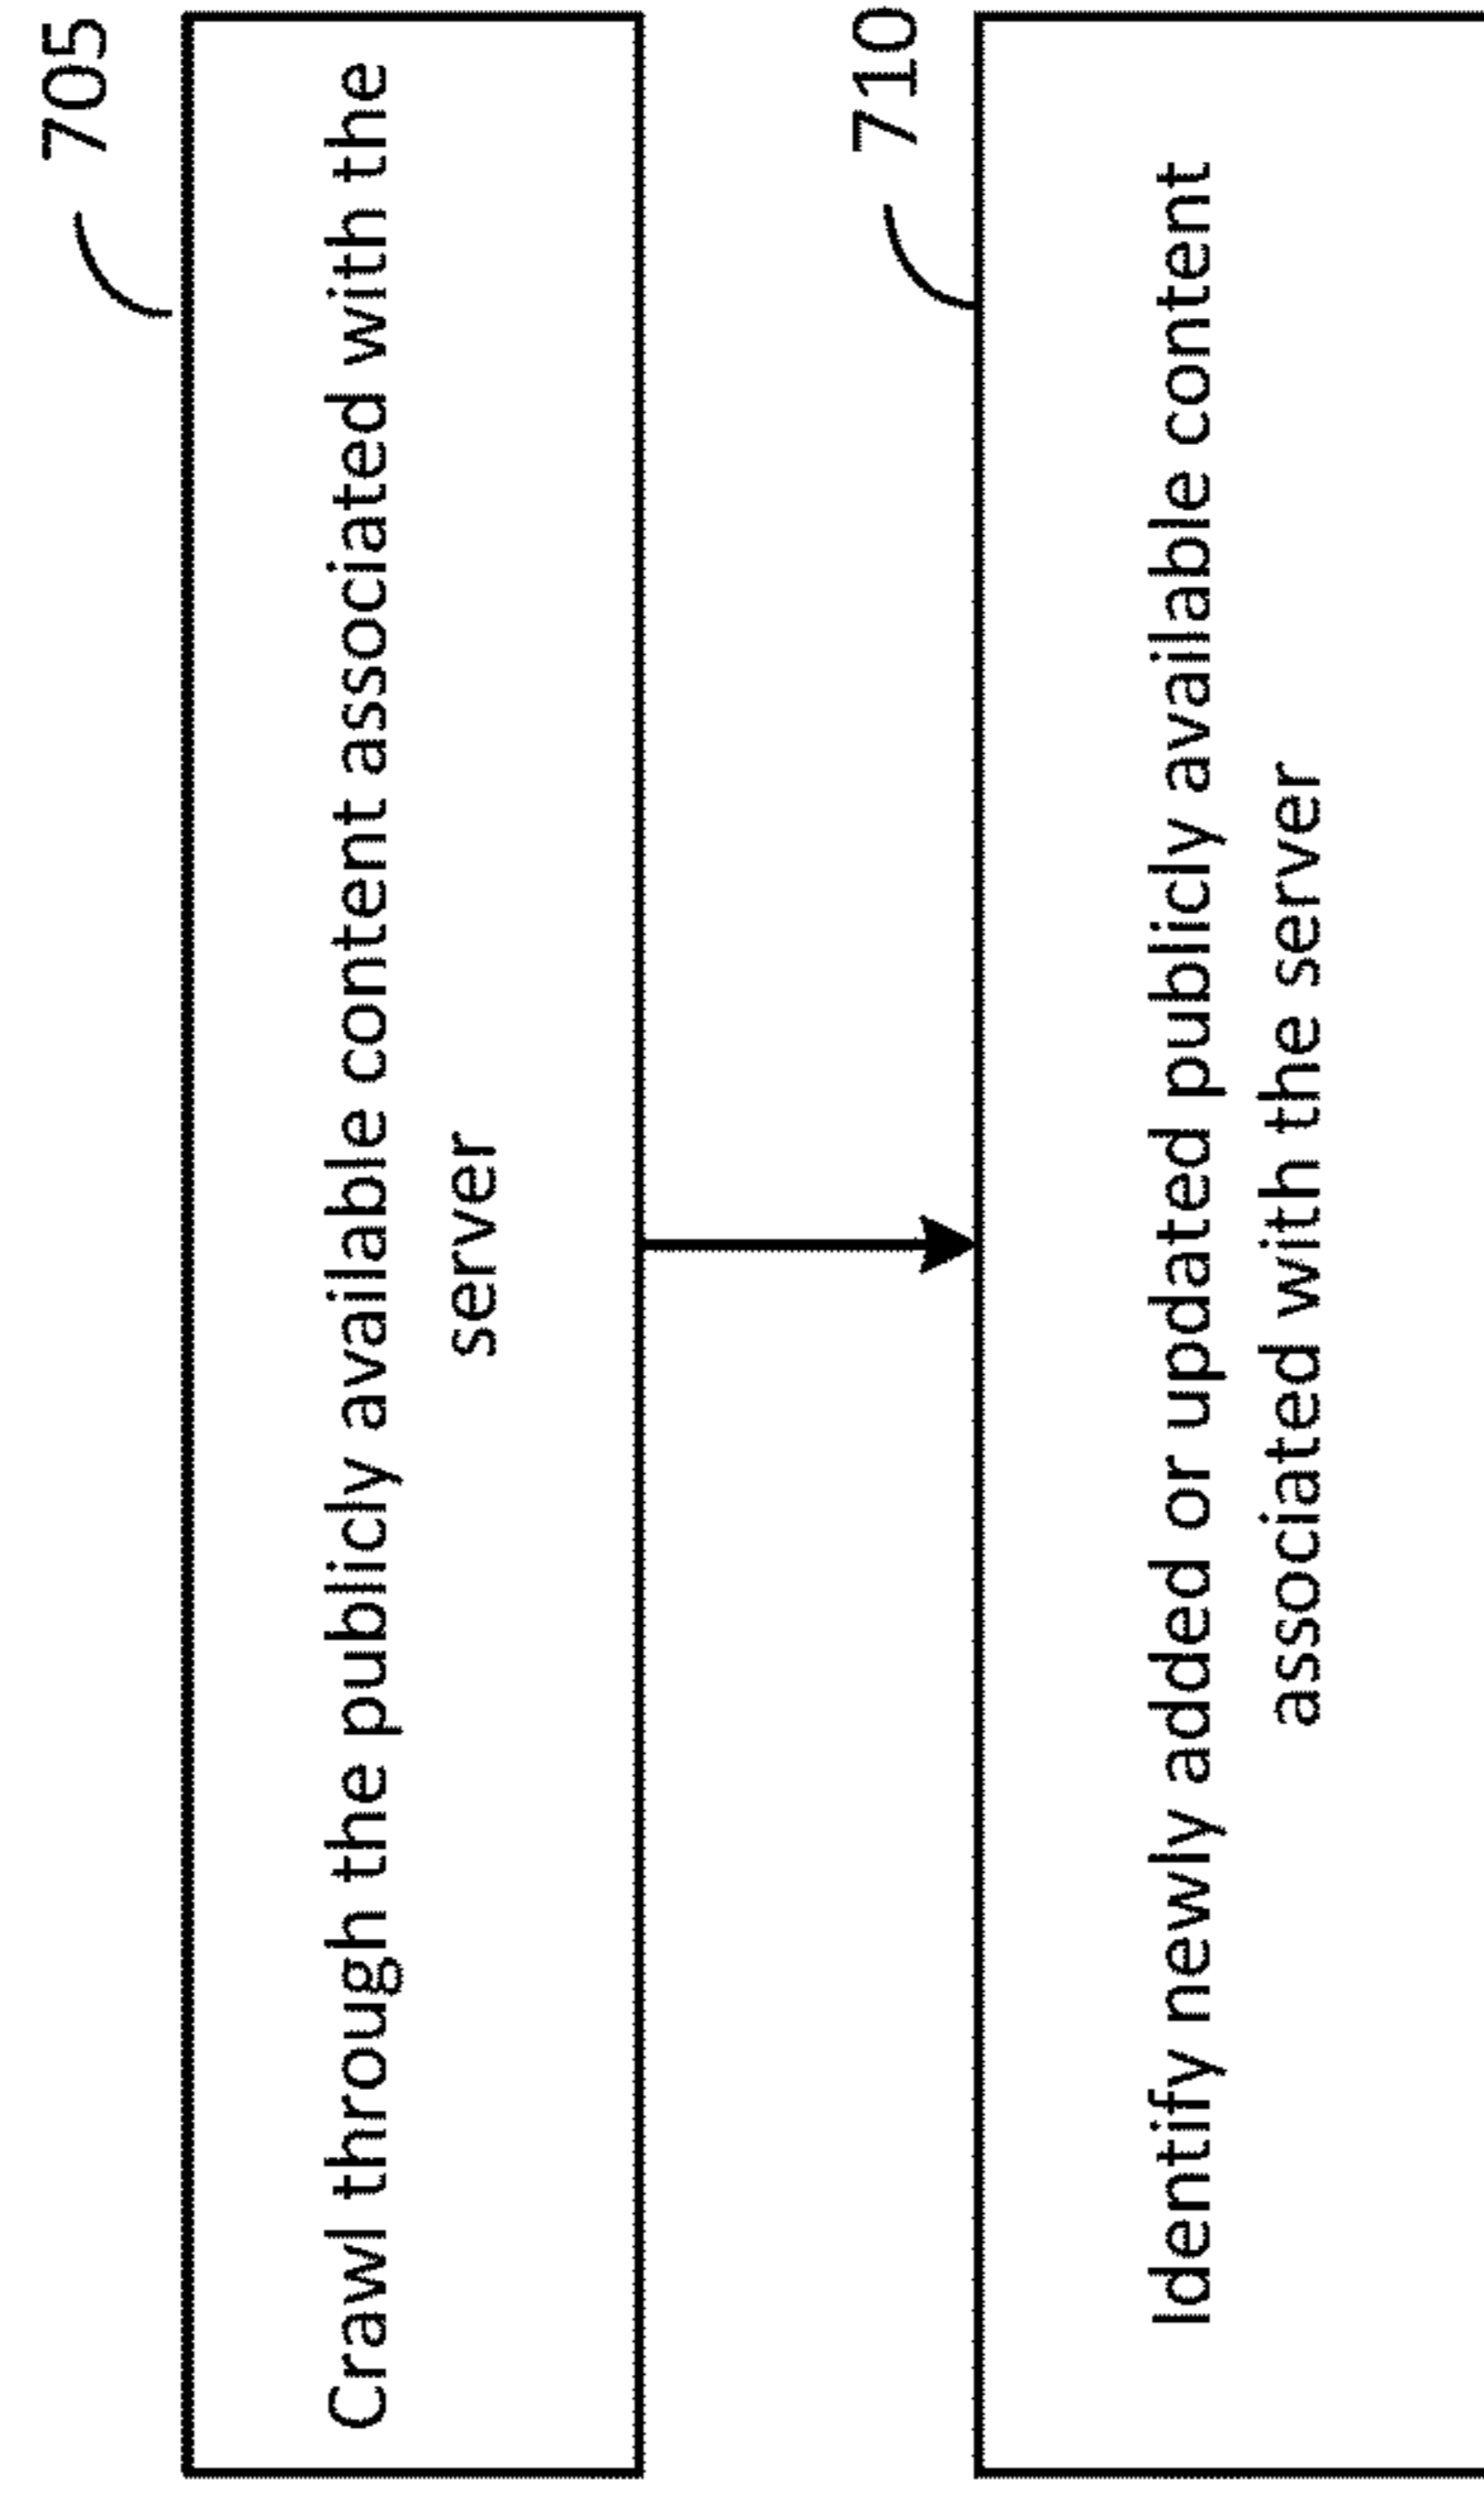 705
Crawl through the publicly available content associated with the
server
710
Identify newly added or updated publicly available content
associated with the server